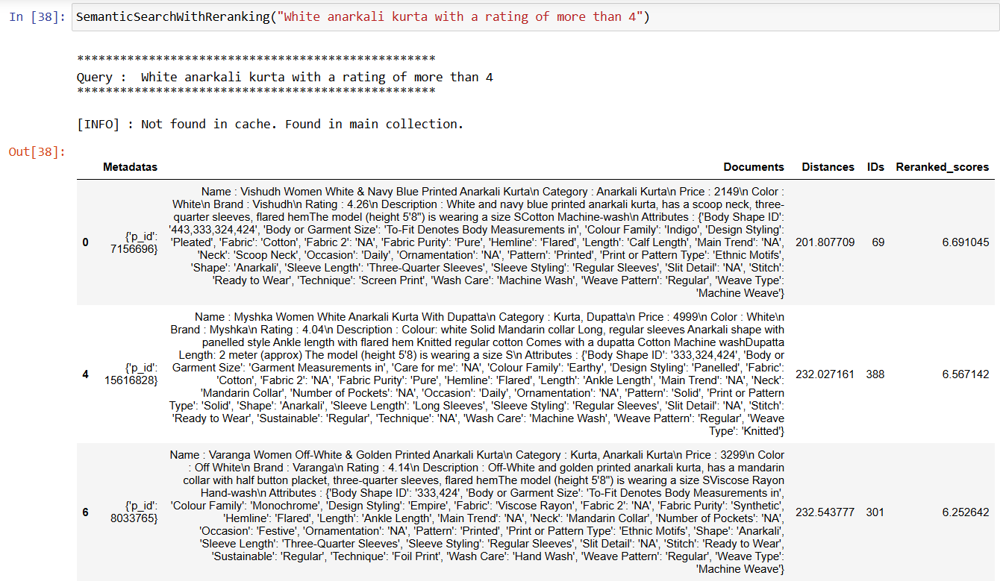 In [38]: SemanticSearchWithReranking("White anarkali kurta with a rating of more than 4")
**************************************************
Query :  White anarkali kurta with a rating of more than 4
**************************************************
[INFO] : Not found in cache. Found in main collection.
Out[38]:
Metadatas Documents Distances IDs Reranked_scores
Name : Vishudh Women White & Navy Blue Printed Anarkali Kurta\n Category : Anarkali Kurta\n Price : 2149\n Color :
White\n Brand : Vishudh\n Rating : 4.26\n Description : White and navy blue printed anarkali kurta, has a scoop neck, three-
quarter sleeves, flared hemThe model (height 5'8") is wearing a size SCotton Machine-wash\n Attributes : {'Body Shape ID':
'443,333,324,424', 'Body or Garment Size': 'To-Fit Denotes Body Measurements in', 'Colour Family': 'Indigo', 'Design Styling':
0 {'p_id': 7156696} 'Pleated', 'Fabric': 'Cotton', 'Fabric 2': 'NA', 'Fabric Purity': 'Pure', 'Hemline': 'Flared', 'Length': 'Calf Length', 'Main Trend': 'NA', 201.807709 69 6.691045
'Neck': 'Scoop Neck', 'Occasion': 'Daily', 'Ornamentation': 'NA', 'Pattern': 'Printed', 'Print or Pattern Type': 'Ethnic Motifs',
'Shape': 'Anarkali', 'Sleeve Length': 'Three-Quarter Sleeves', 'Sleeve Styling': 'Regular Sleeves', 'Slit Detail': 'NA', 'Stitch':
'Ready to Wear', 'Technique': 'Screen Print', 'Wash Care': 'Machine Wash', 'Weave Pattern': 'Regular', 'Weave Type':
'Machine Weave'}
Name : Myshka Women White Anarkali Kurta With Dupatta\n Category : Kurta, Dupatta\n Price : 4999\n Color : White\n
Brand : Myshka\n Rating : 4.04\n Description : Colour: white Solid Mandarin collar Long, regular sleeves Anarkali shape with
panelled style Ankle length with flared hem Knitted regular cotton Comes with a dupatta Cotton Machine washDupatta
Length: 2 meter (approx) The model (height 5'8) is wearing a size S\n Attributes : {'Body Shape ID': '333,324,424', 'Body or
Garment Size': 'Garment Measurements in', 'Care for me': 'NA', 'Colour Family': 'Earthy', 'Design Styling': 'Panelled', 'Fabric':
4 {'p_id': 15616828} 'Cotton', 'Fabric 2': 'NA', 'Fabric Purity': 'Pure', 'Hemline': 'Flared', 'Length': 'Ankle Length', 'Main Trend': 'NA', 'Neck': 232.027161 388 6.567142
'Mandarin Collar', 'Number of Pockets': 'NA', 'Occasion': 'Daily', 'Ornamentation': 'NA', 'Pattern': 'Solid', 'Print or Pattern
Type': 'Solid', 'Shape': 'Anarkali', 'Sleeve Length': 'Long Sleeves', 'Sleeve Styling': 'Regular Sleeves', 'Slit Detail': 'NA', 'Stitch':
'Ready to Wear', 'Sustainable': 'Regular', 'Technique': 'NA', 'Wash Care': 'Machine Wash', 'Weave Pattern': 'Regular', 'Weave
Type': 'Knitted'}
Name : Varanga Women Off-White & Golden Printed Anarkali Kurta\n Category : Kurta, Anarkali Kurta\n Price : 3299\n Color
: Off White\n Brand : Varanga\n Rating : 4.14\n Description : Off-White and golden printed anarkali kurta, has a mandarin
collar with half button placket, three-quarter sleeves, flared hemThe model (height 5'8") is wearing a size SViscose Rayon
Hand-wash\n Attributes : {'Body Shape ID': '333,424', 'Body or Garment Size': 'To-Fit Denotes Body Measurements in',
6 {'p_id': 8033765} 'Colour Family': 'Monochrome', 'Design Styling': 'Empire', 'Fabric': 'Viscose Rayon', 'Fabric 2': 'NA', 'Fabric Purity': 'Synthetic', 232.543777 301 6.252642
'Hemline': 'Flared', 'Length': 'Ankle Length', 'Main Trend': 'NA', 'Neck': 'Mandarin Collar', 'Number of Pockets': 'NA',
'Occasion': 'Festive', 'Ornamentation': 'NA', 'Pattern': 'Printed', 'Print or Pattern Type': 'Ethnic Motifs', 'Shape': 'Anarkali',
'Sleeve Length': 'Three-Quarter Sleeves', 'Sleeve Styling': 'Regular Sleeves', 'Slit Detail': 'NA', 'Stitch': 'Ready to Wear',
'Sustainable': 'Regular', 'Technique': 'Foil Print', 'Wash Care': 'Hand Wash', 'Weave Pattern': 'Regular', 'Weave Type':
'Machine Weave'}